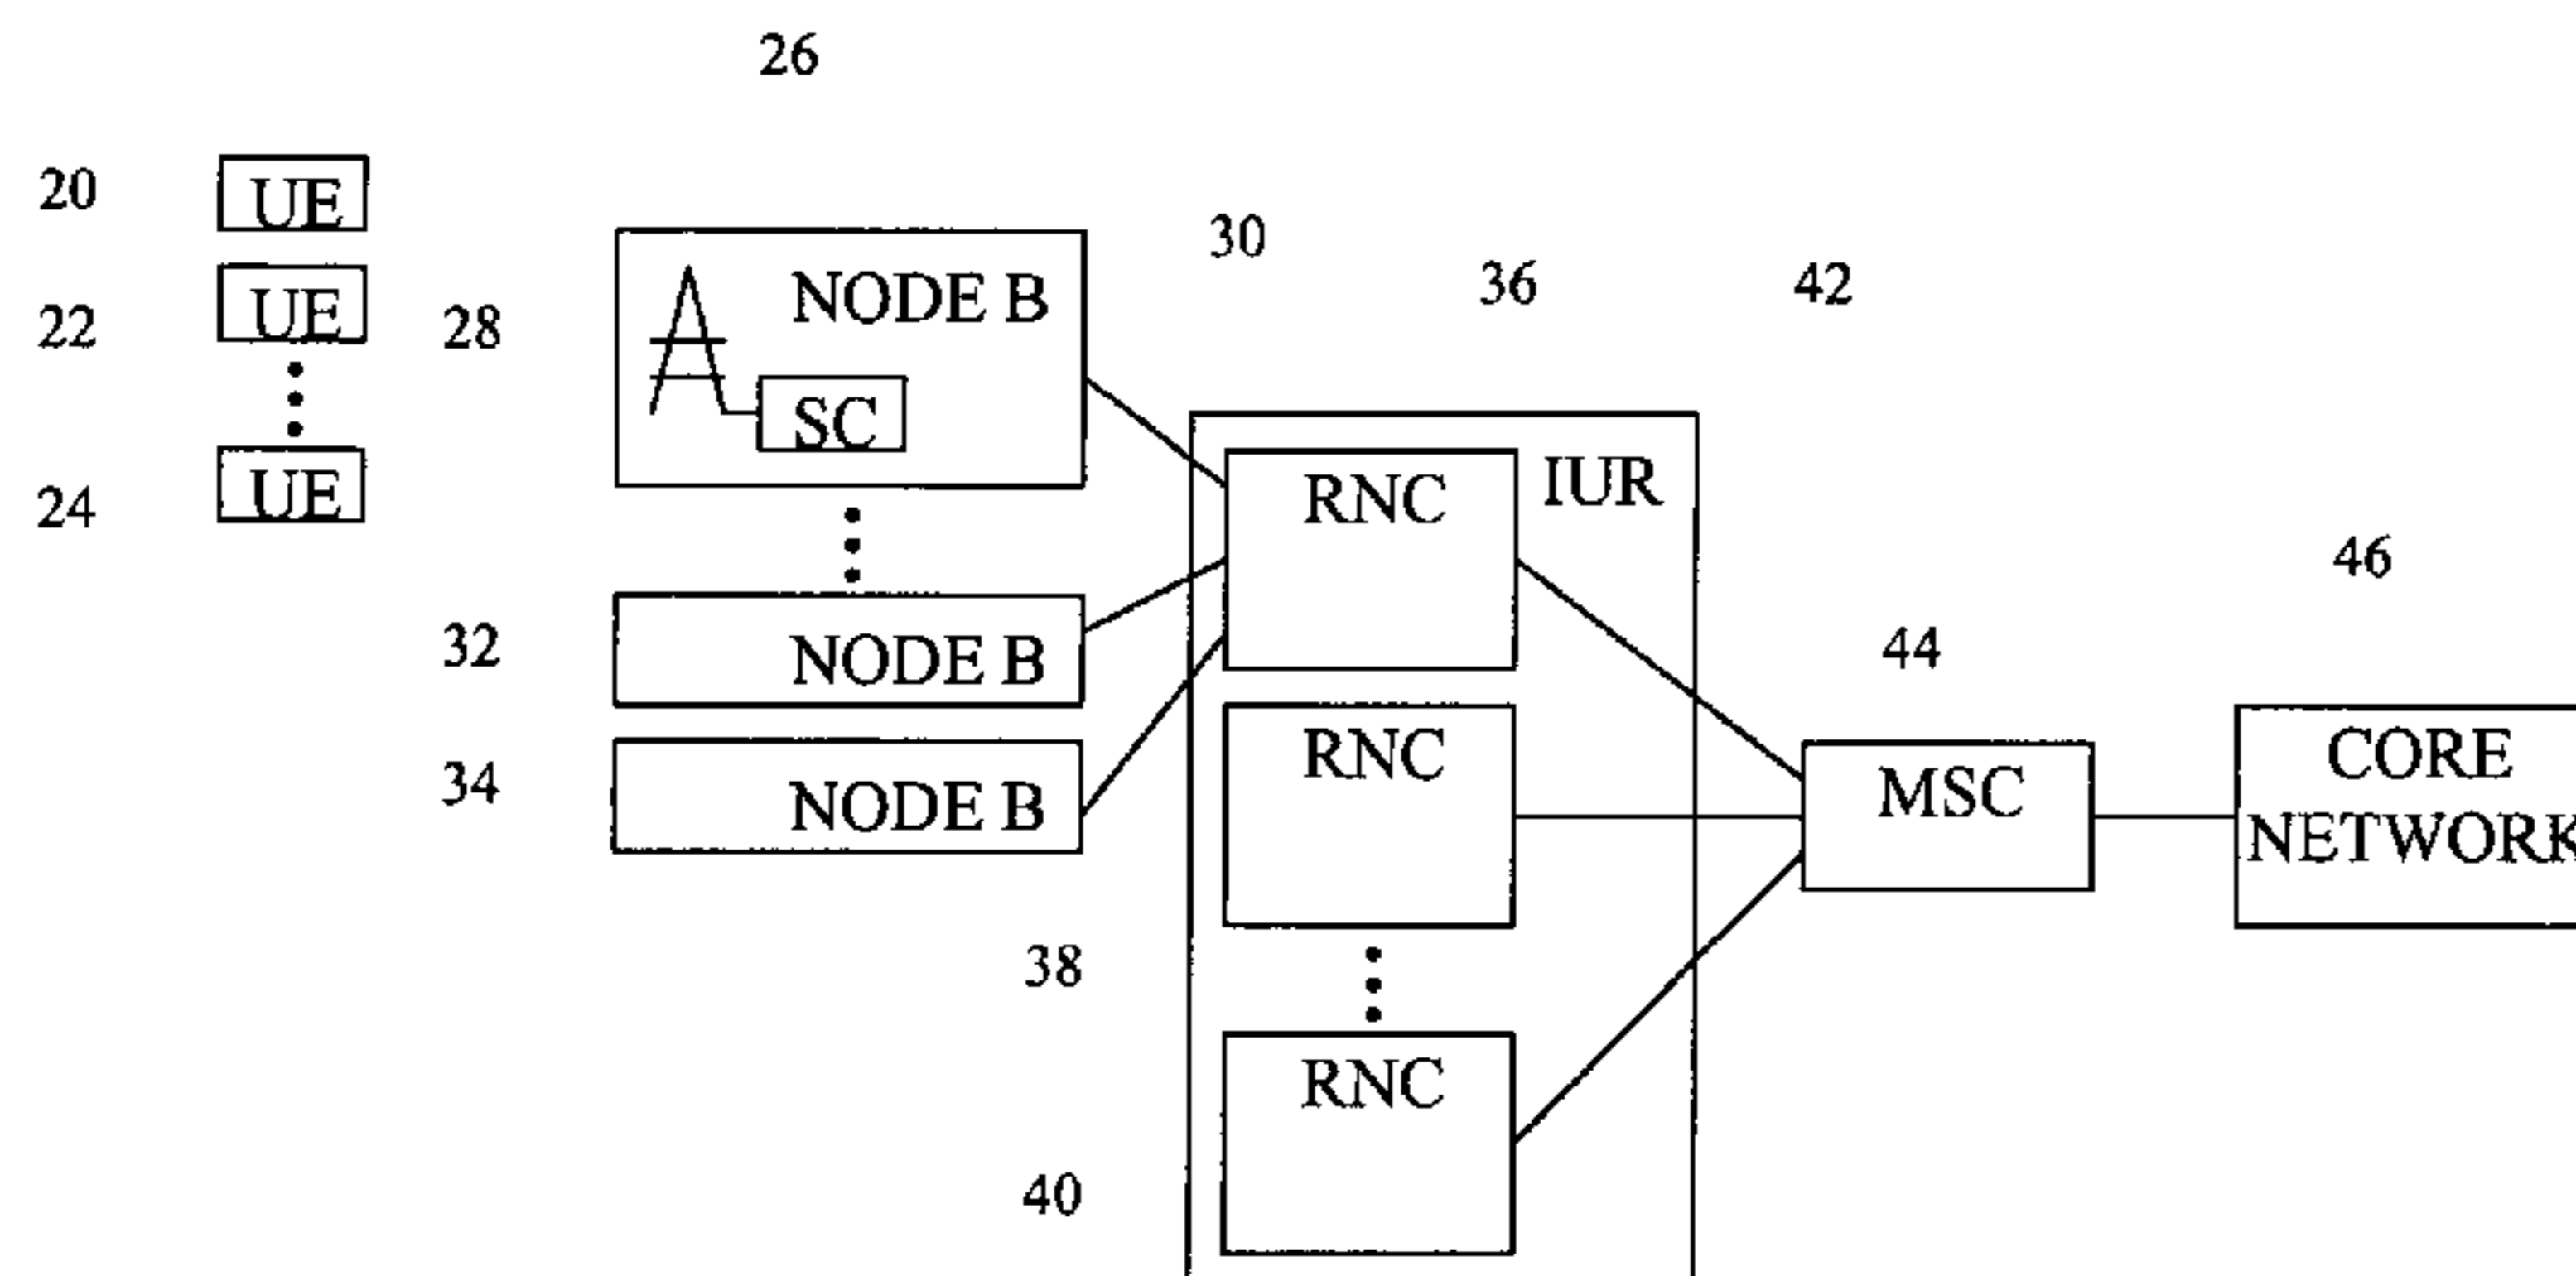 26
20
UE
30
22
UE
28
NODE B
36
42
SC
24
UE
RNC
IUR
46
32
NODE B
44
34
NODE B
RNC
MSC
CORE
NETWORK
38
RNC
40